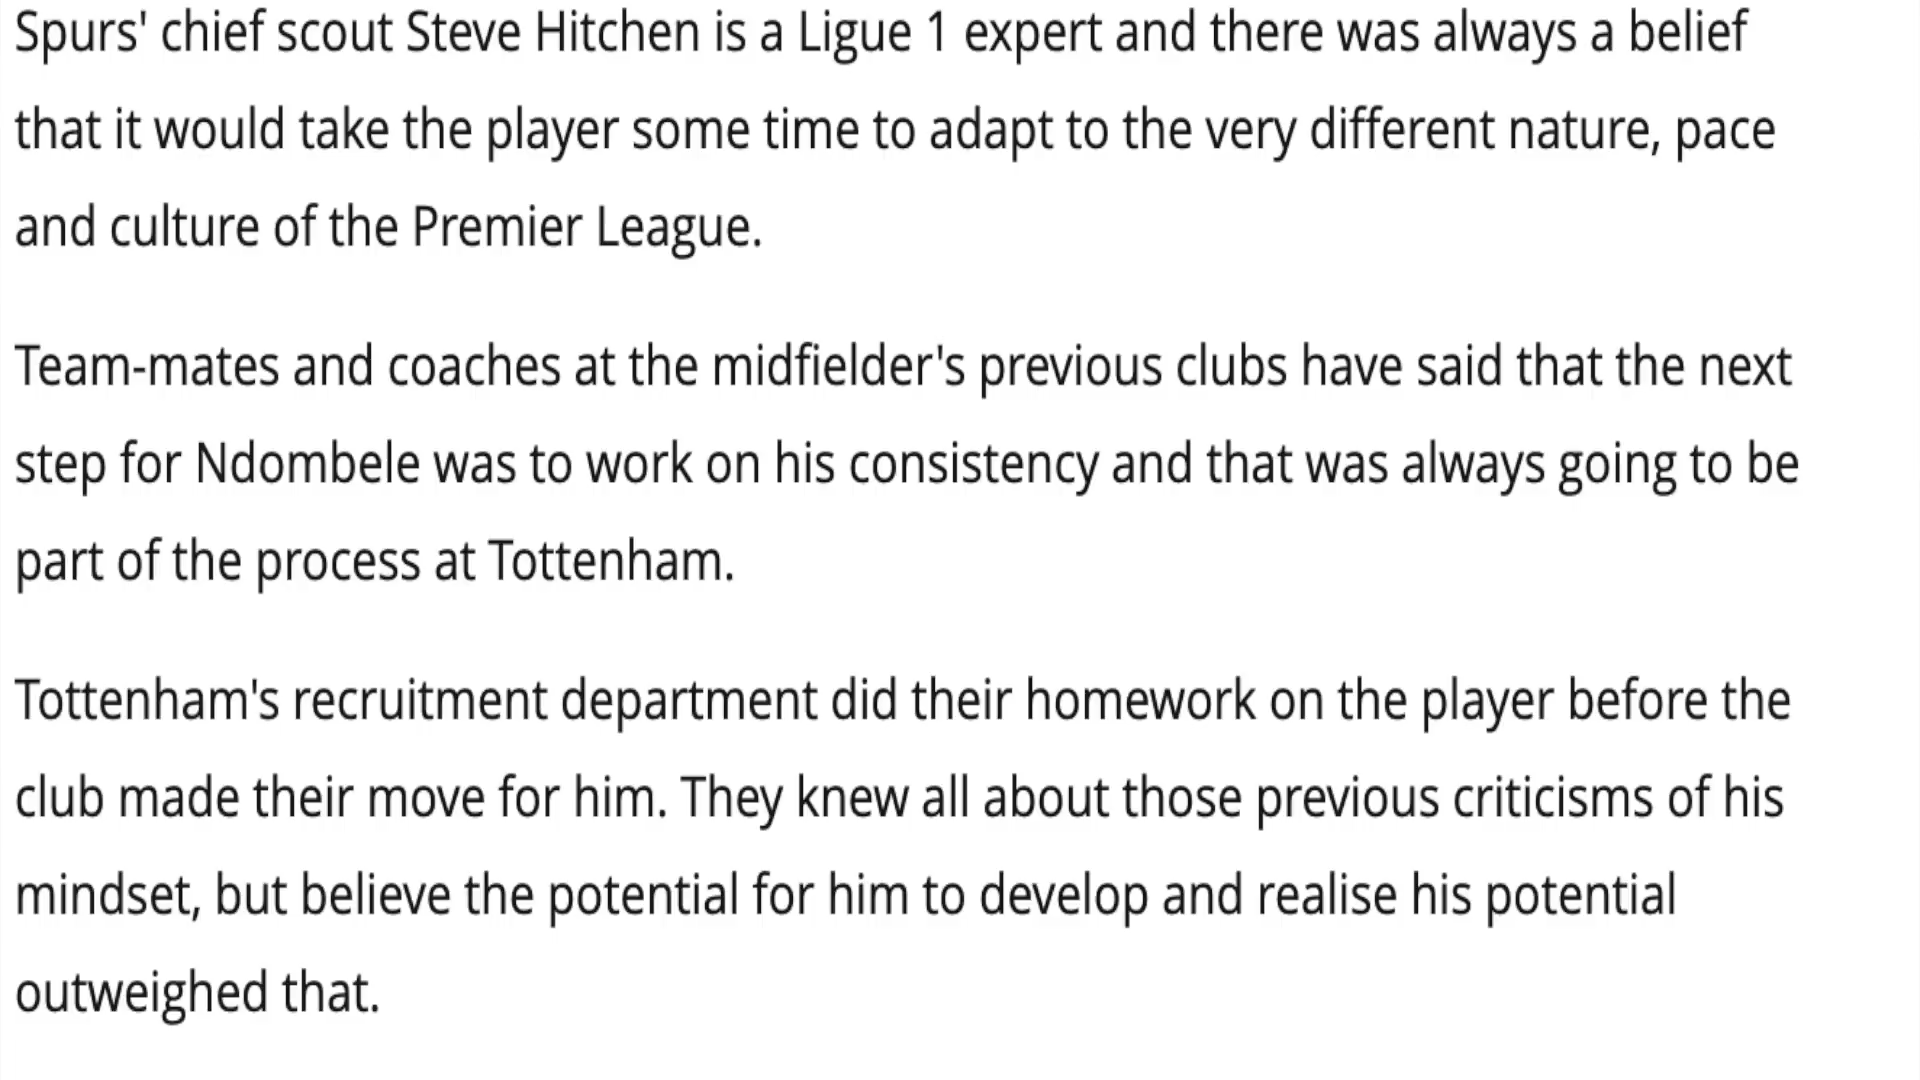 Spurs' chief scout Steve Hitchen is a Ligue 1 expert and there was always a belief
that it would take the player some time to adapt to the very different nature, pace
and culture of the Premier League.
Team-mates and coaches at the midfielder's previous clubs have said that the next
step for Ndombele was to work on his consistency and that was always going to be
part of the process at Tottenham.
Tottenham's recruitment department did their homework on the player before the
club made their move for him. They knew all about those previous criticisms of his
mindset, but believe the potential for him to develop and realise his potential
outweighed that.